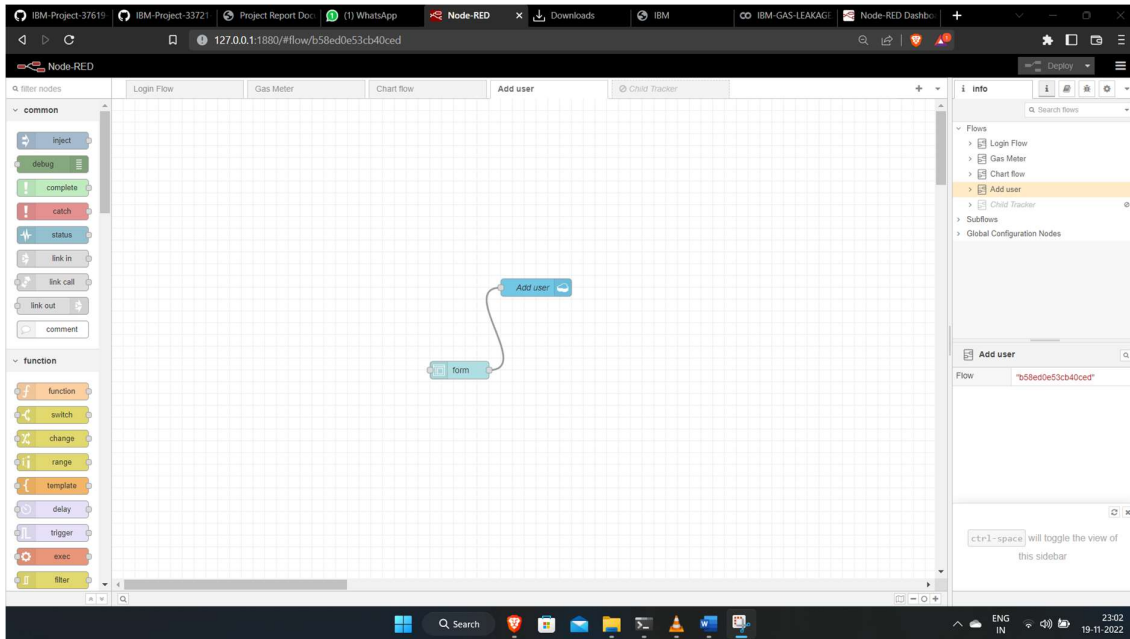 IBM-Project-37619
IBM-Project-33721
Project Report Doc
(1) WhatsApp
Node-RED
Downloads
IBM
IBM-GAS-LEAKAGE
Node-RED Dashbo
127.0.0.1:1880/#flow/b58ed0e53cb40ced
Node-RED
Deploy
filter nodes
Login Flow
Gas Meter
Chart flow
Add user
Child Tracker
info
common
inject
debug
complete
catch
status
link in
link call
link out
comment
function
function
switch
change
range
template
delay
trigger
exec
filter
Add user
form
Search flows
Flows
Login Flow
Gas Meter
Chart flow
Add user
Child Tracker
Subflows
Global Configuration Nodes
Add user
Flow "b58ed0e53cb40ced"
ctrl-space will toggle the view of
this sidebar
Search
ENG
IN
23:02
19-11-2022